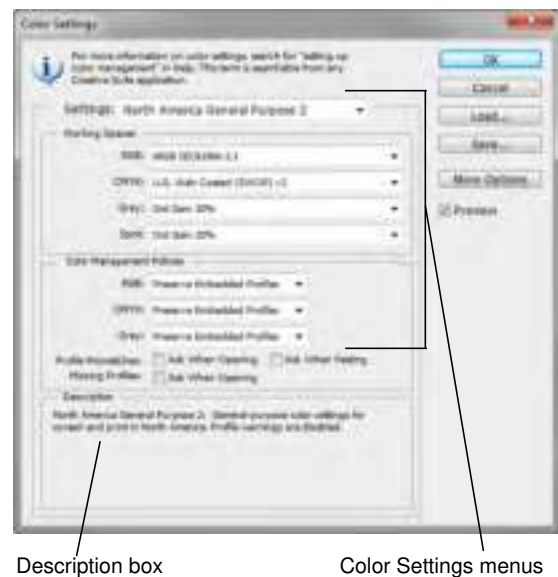 Color Settings
For more information on color settings, search for "setting up
color management" in Help. This term is searchable from any
Creative Suite application.
Settings: North America General Purpose 2
Working Spaces
RGB: sRGB IEC61966-2.1
CMYK: U.S. Web Coated (SWOP) v2
Gray: Dot Gain 20%
Spot: Dot Gain 20%
Color Management Policies
RGB: Preserve Embedded Profiles
CMYK: Preserve Embedded Profiles
Gray: Preserve Embedded Profiles
Profile Mismatches: Ask When Opening Ask When Pasting
Missing Profiles: Ask When Opening
Description
North America General Purpose 2: General-purpose color settings for
screen and print in North America. Profile warnings are disabled.
OK
Cancel
Load...
Save...
More Options
Preview
Description box
Color Settings menus